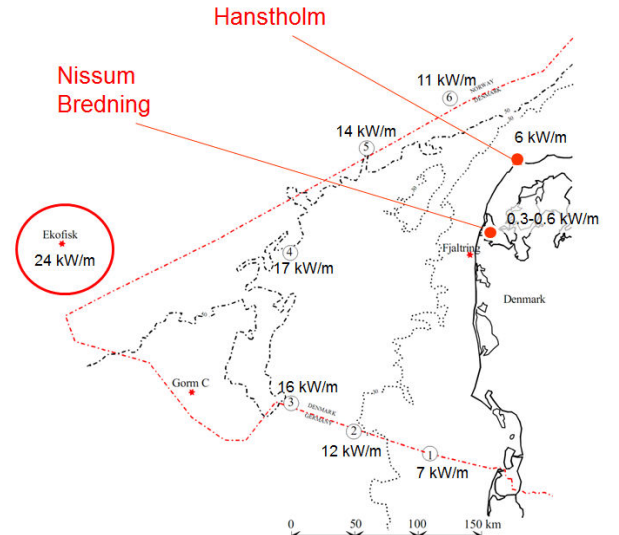 Hanstholm
Nissum
Bredning
11 kW/m
6
NORWAY
DENMARK
14 kW/m
5
6 kW/m
0.3-0.6 kW/m
Ekofisk
24 kW/m
4
17 kW/m
Fjaltring
Denmark
Gorm C
16 kW/m
3
DENMARK
GERMANY
2
12 kW/m
1
7 kW/m
0 50 100 150 km